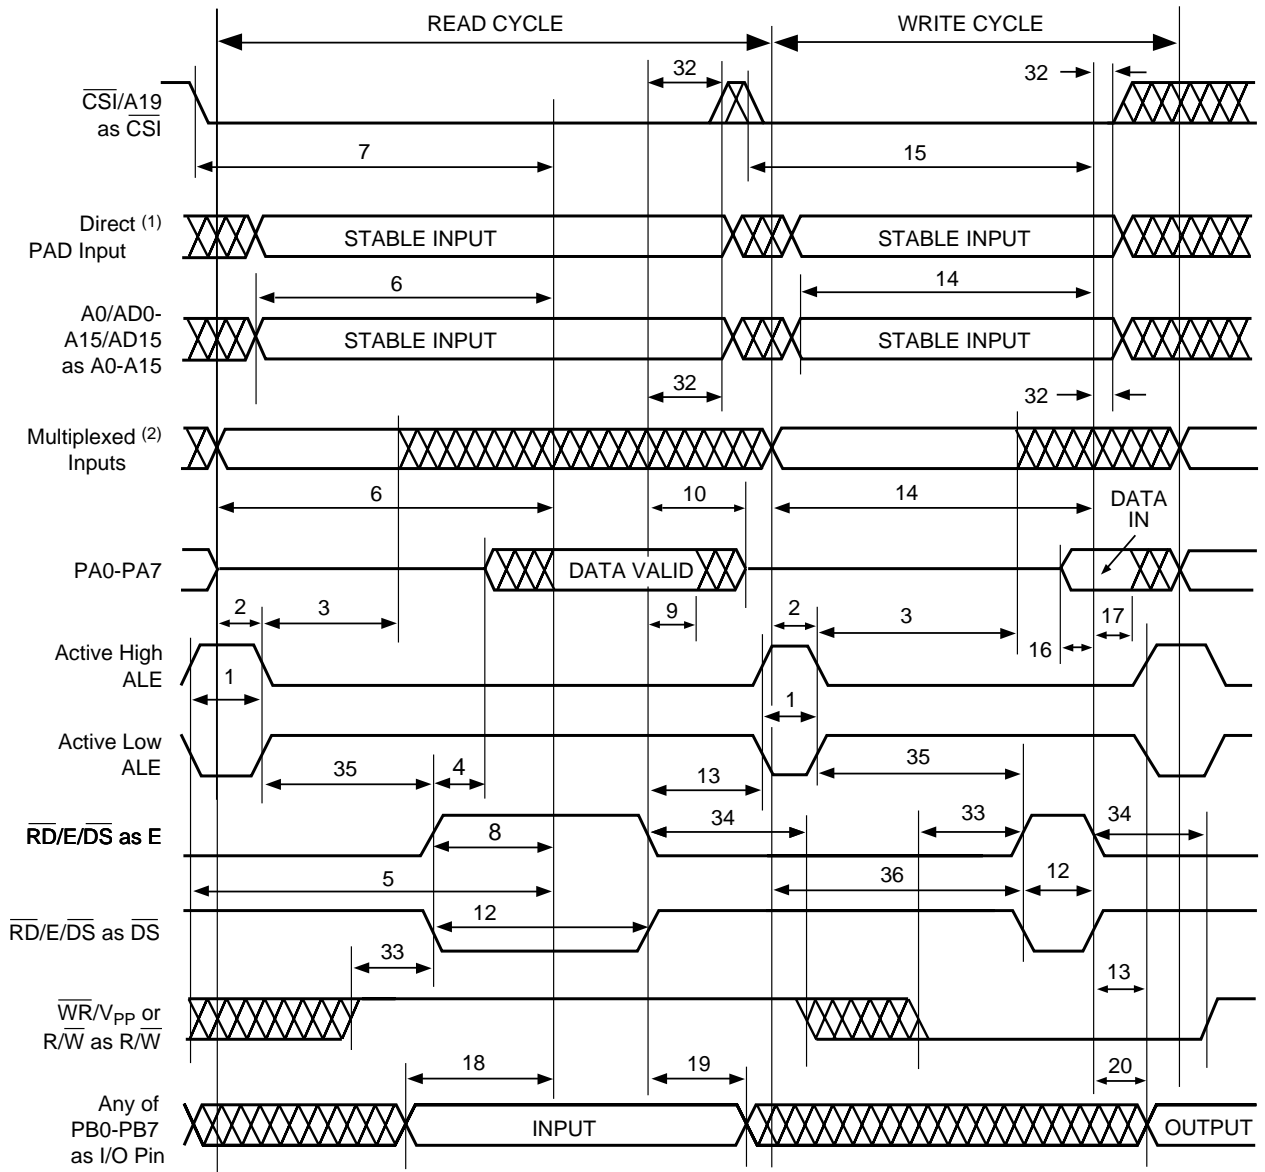 READ CYCLE
WRITE CYCLE
32
32
CSI/A19
as CSI
7
15
Direct (1)
PAD Input
STABLE INPUT
STABLE INPUT
6
14
A0/AD0-
A15/AD15
as A0-A15
STABLE INPUT
STABLE INPUT
32
32
Multiplexed (2)
Inputs
6
10
14
DATA
IN
PA0-PA7
DATA VALID
2
3
9
2
3
17
16
Active High
ALE
1
1
Active Low
ALE
35
4
13
35
RD/E/DS as E
8
34
33
34
5
36
12
RD/E/DS as DS
12
33
13
WR/VPP or
R/W as R/W
18
19
20
Any of
PB0-PB7
as I/O Pin
INPUT
OUTPUT